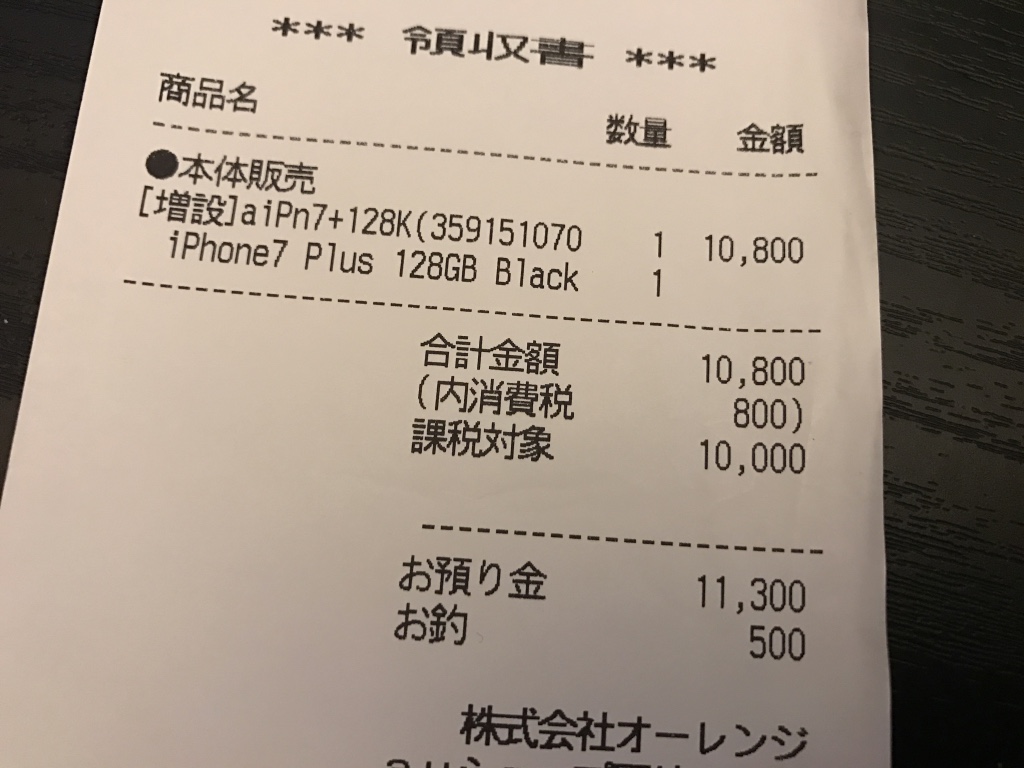 *** 領収書 ***
商品名 数量 金額
●本体販売
[増設]aiPn7+128K(359151070 1 10,800
iPhone7 Plus 128GB Black 1
合計金額 10,800
(内消費税 800)
課税対象 10,000
お預り金 11,300
お釣 500
株式会社オーレンジ